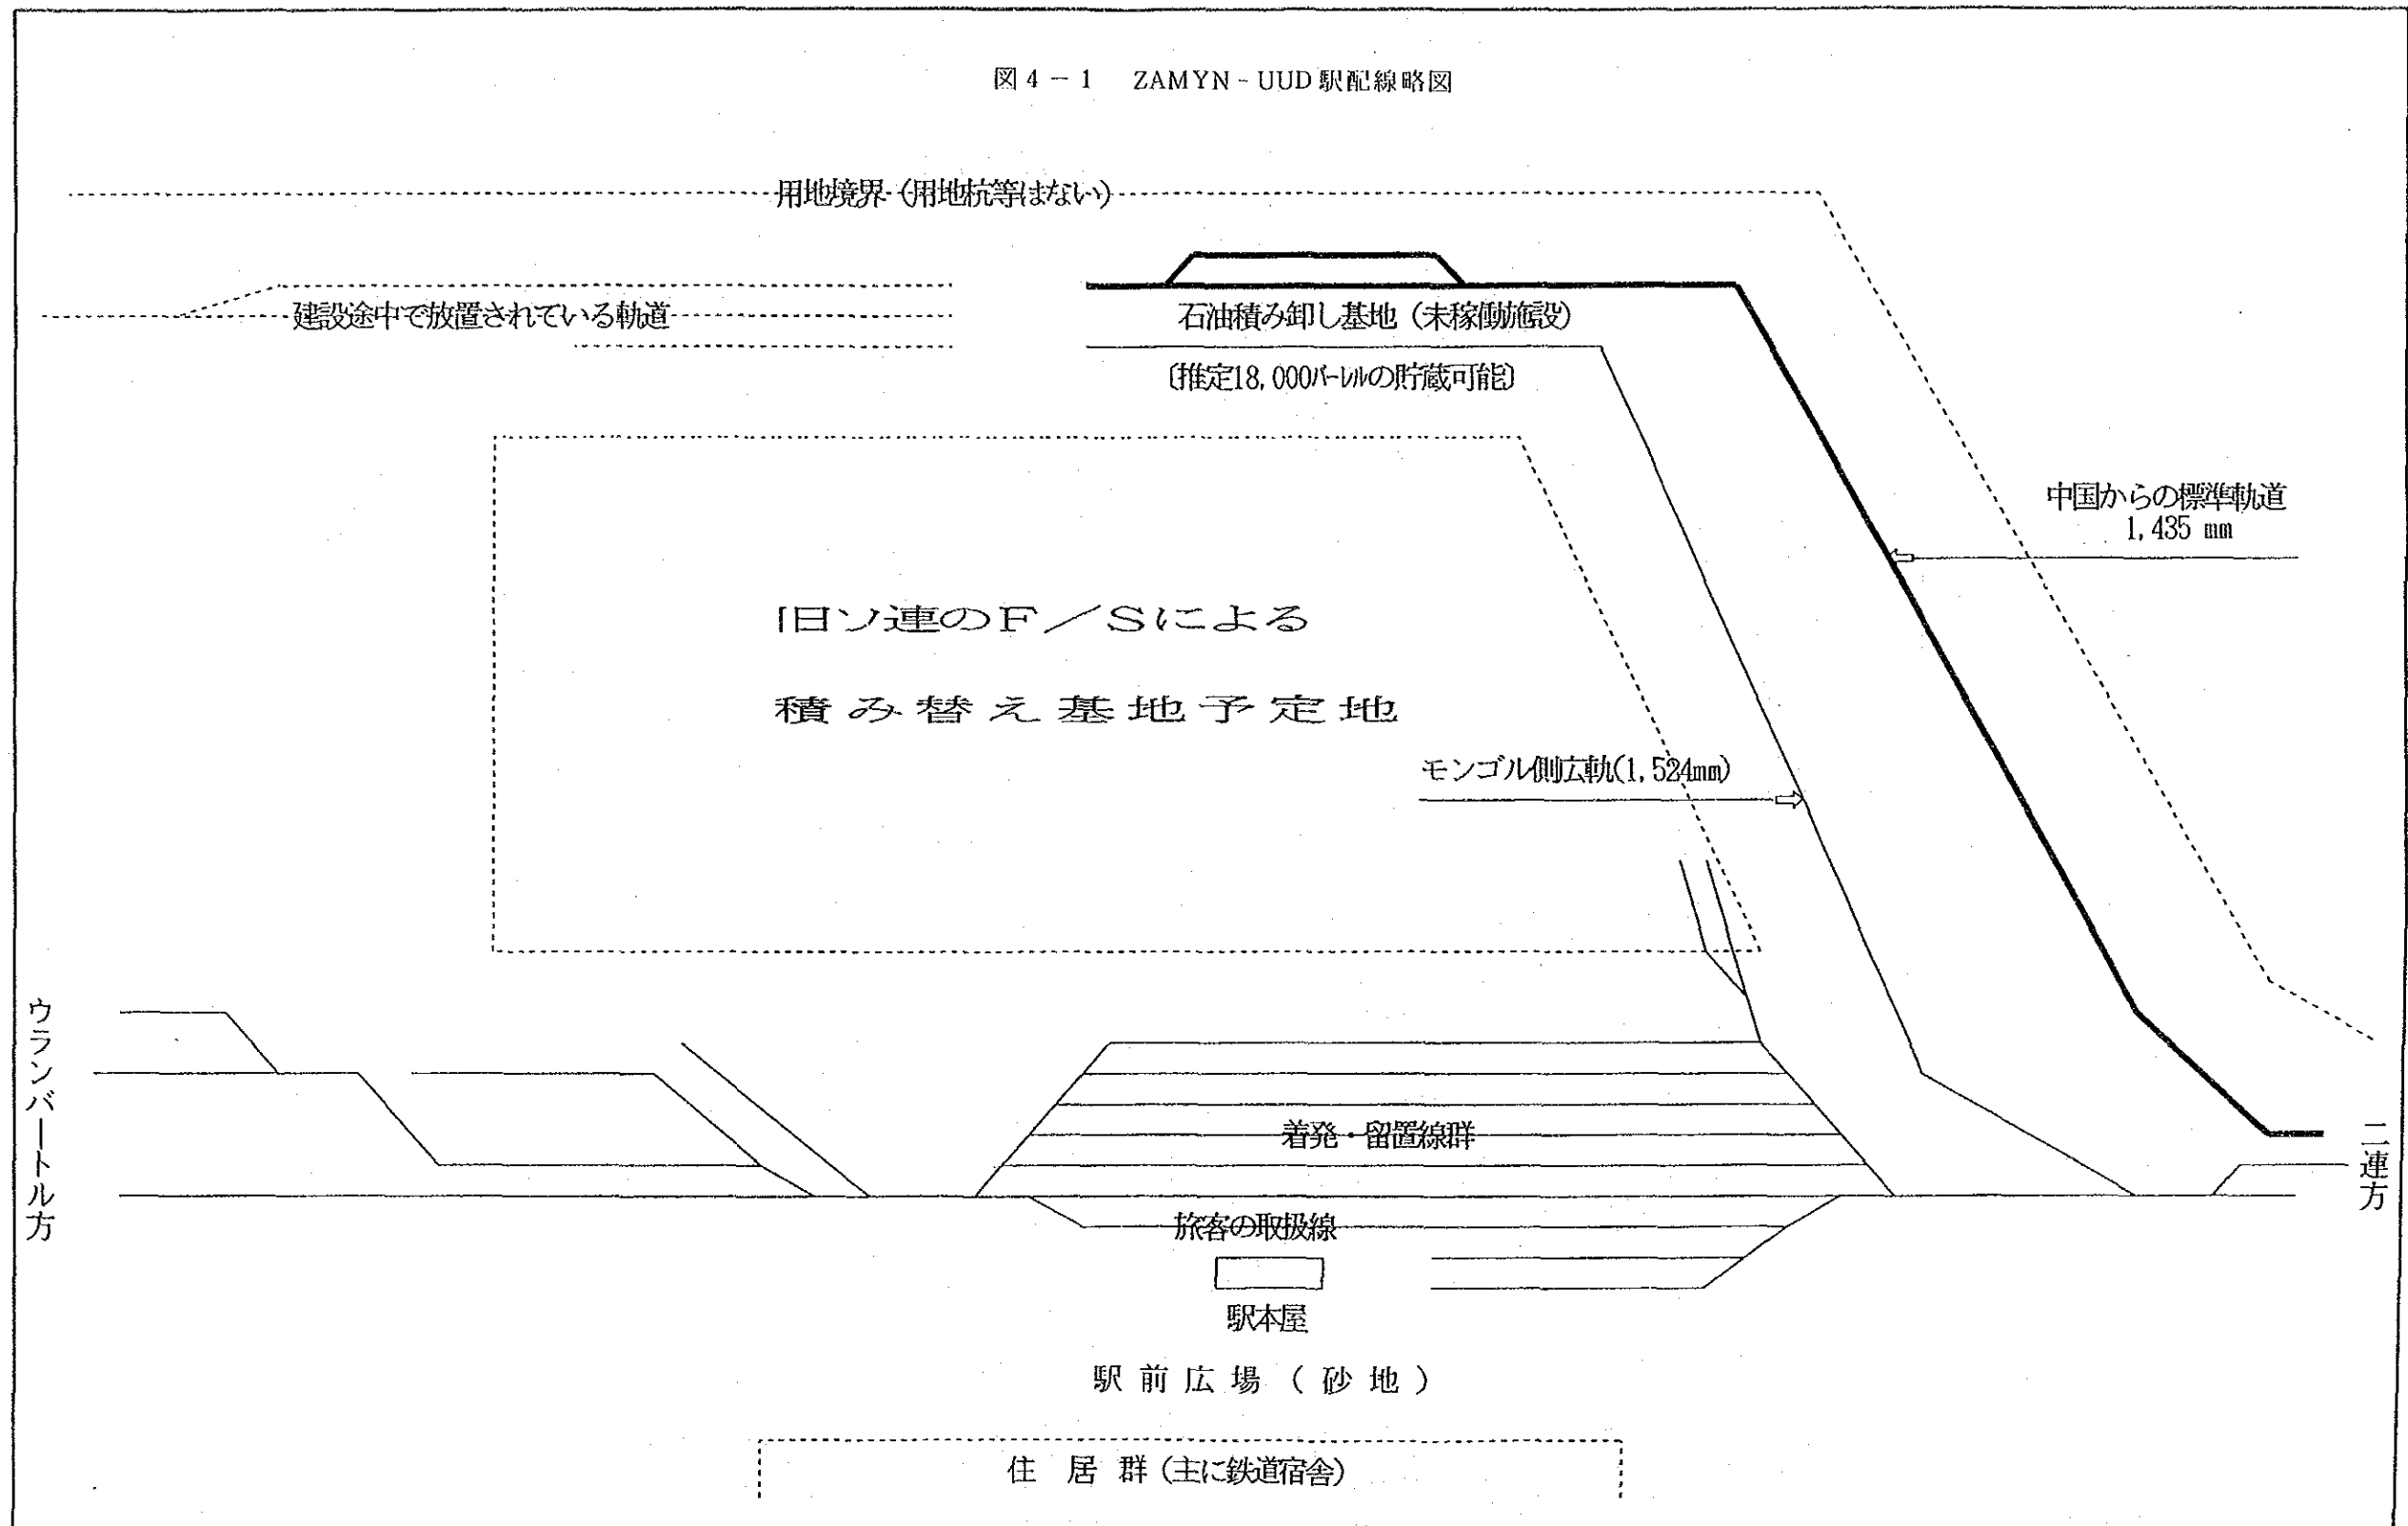 図4-1 ZAMYN-UUD駅配線略図
用地境界(用地杭等はない)
建設途中で放置されている軌道
石油積み卸し基地(未稼働施設)
〔推定18,000バーレルの貯蔵可能〕
中国からの標準軌道
1,435 mm
旧ソ連のF/Sによる
積み替え基地予定地
モンゴル側広軌(1,524mm)
ウランバートル方
着発・留置線群
二連方
旅客の取扱線
駅本屋
駅前広場(砂地)
住居群(主に鉄道宿舎)